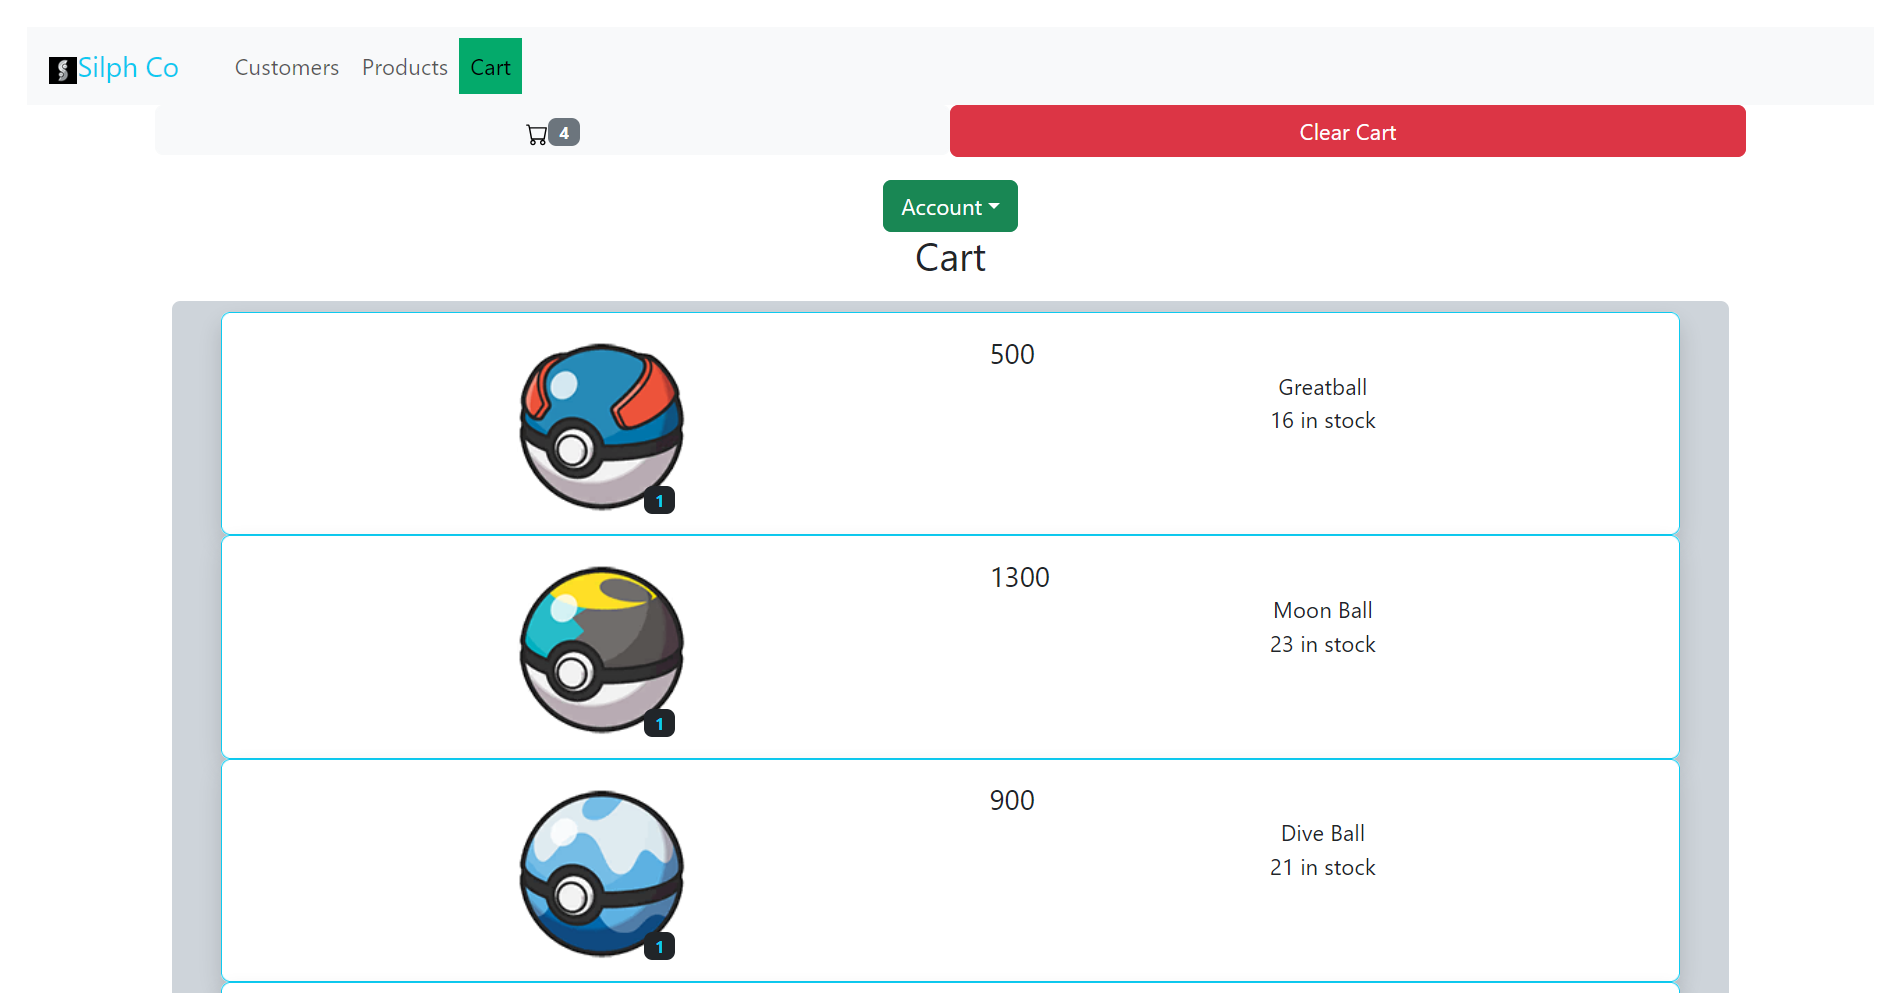 Silph Co Customers Products Cart
4 Clear Cart
Account
Cart
500
Greatball
16 in stock
1
1300
Moon Ball
23 in stock
1
900
Dive Ball
21 in stock
1